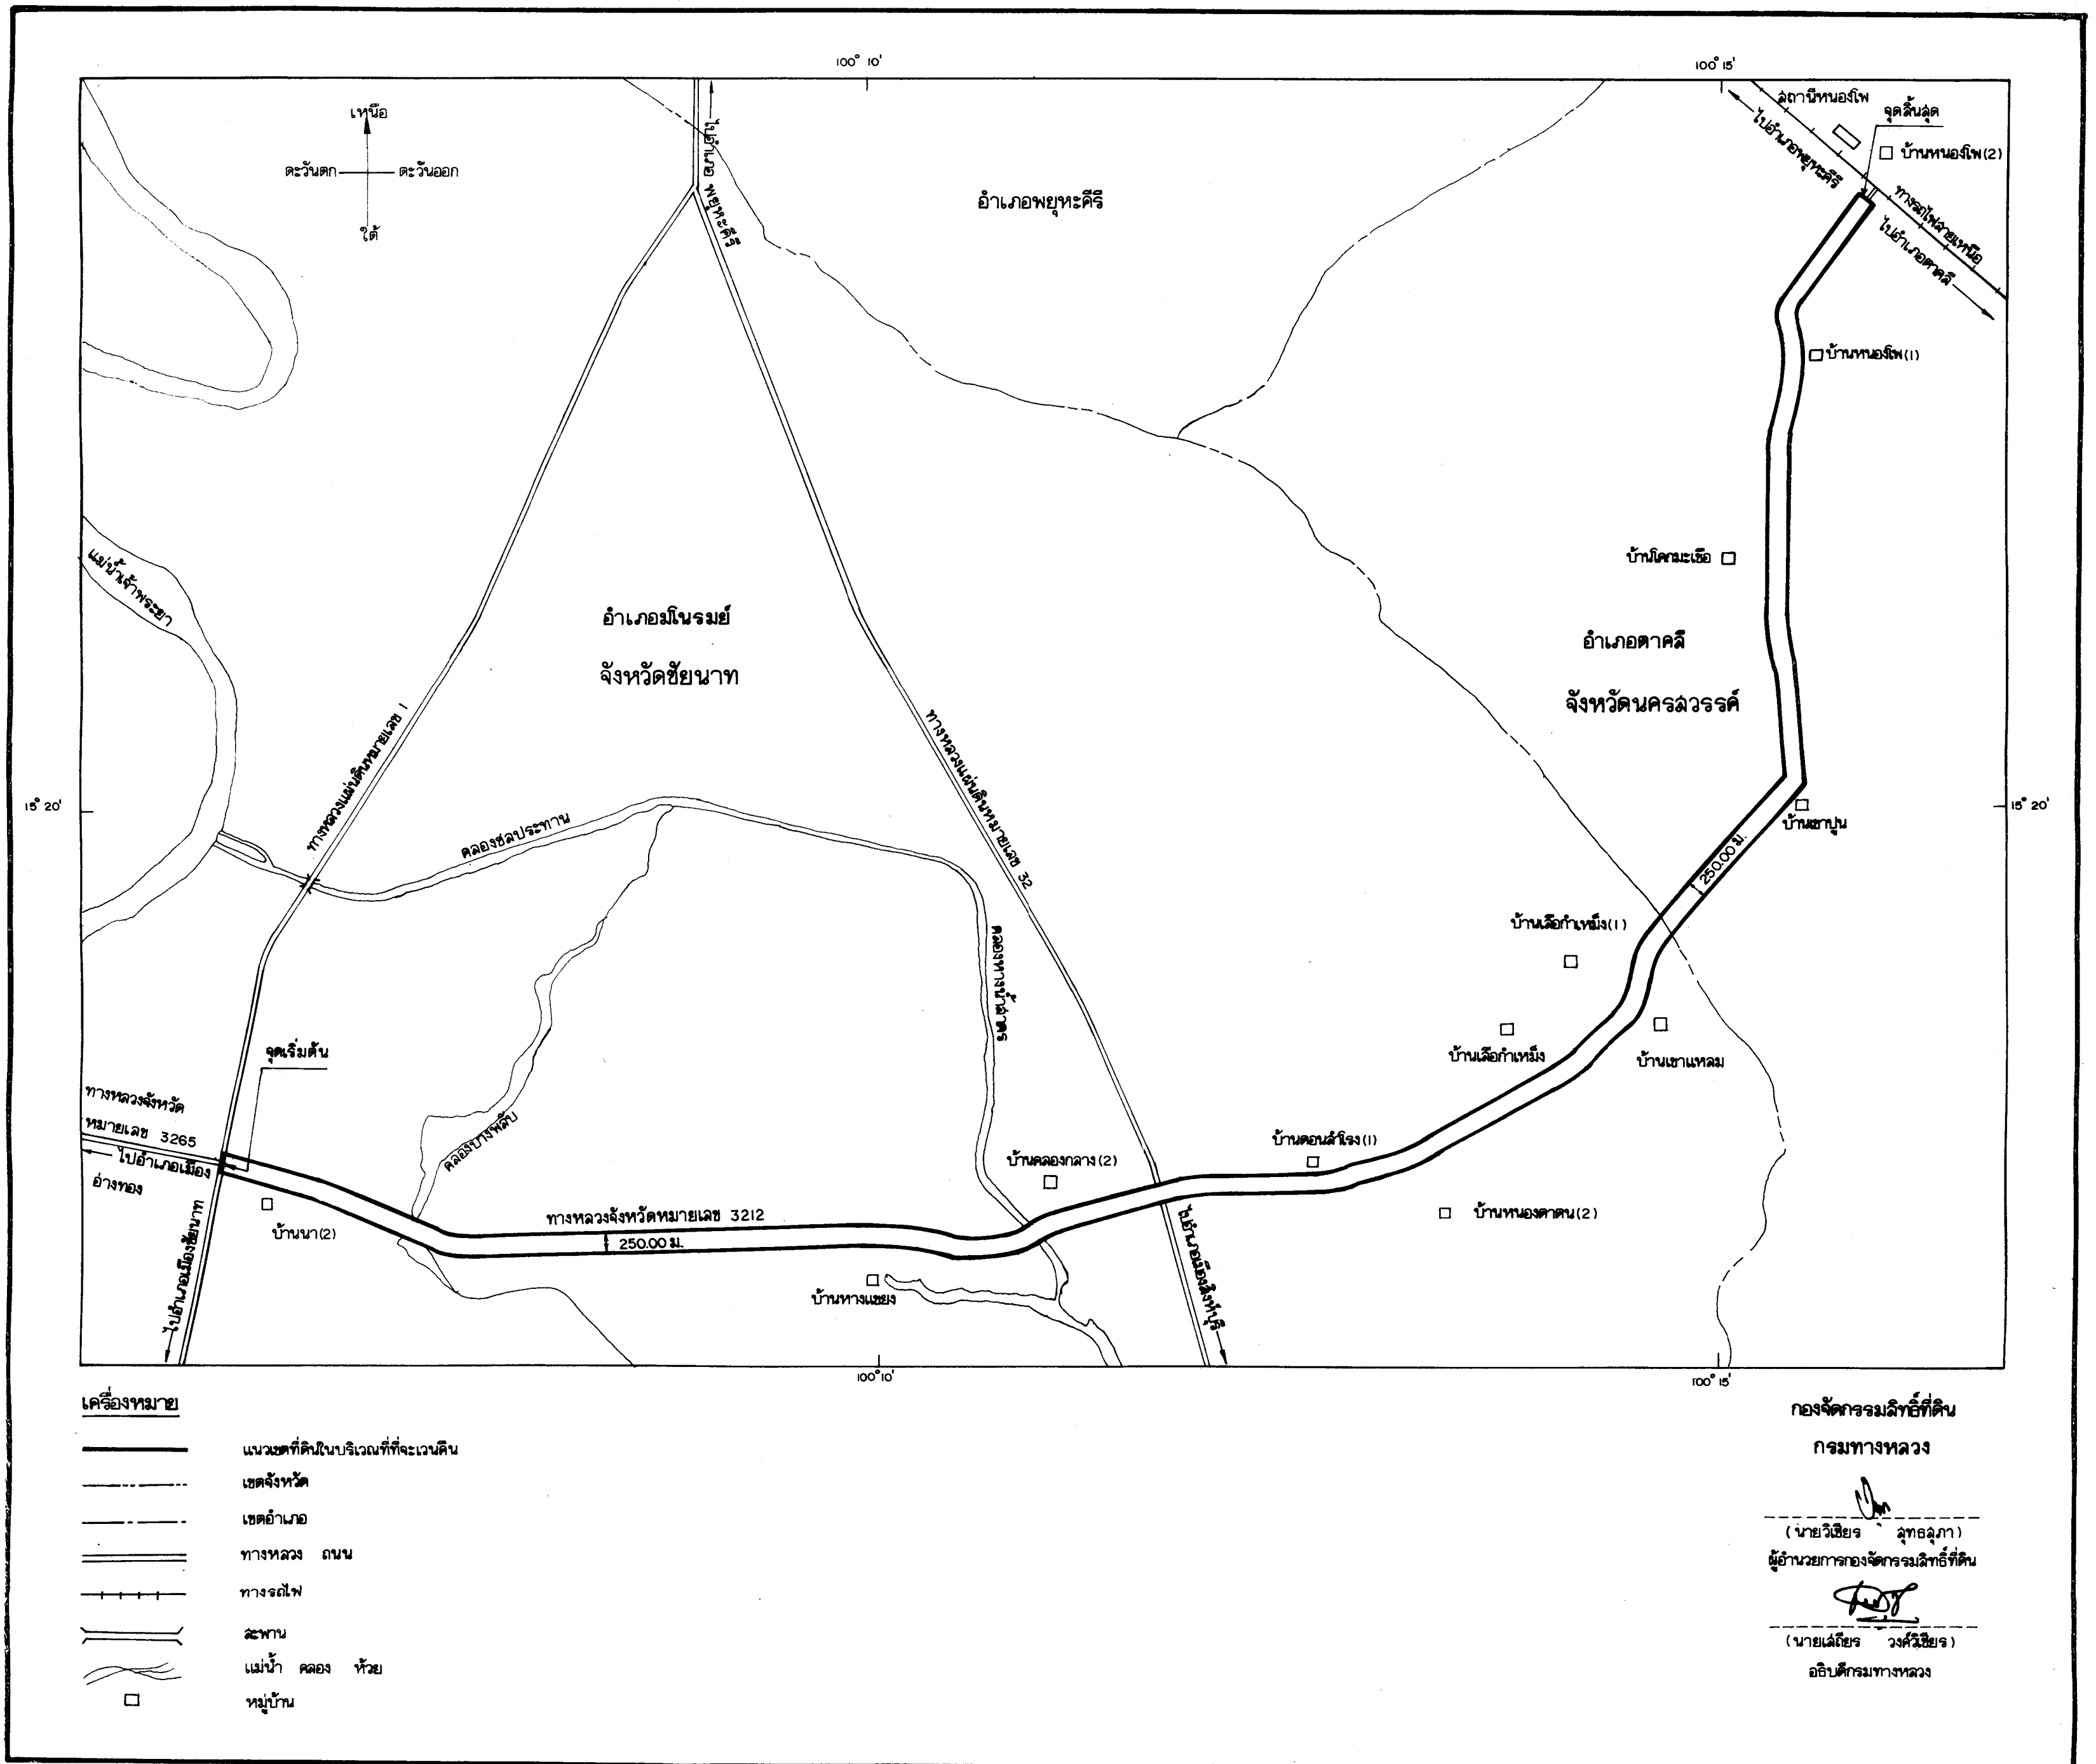 100° 10'
100° 15'
เหนือ
ตะวันตก
ตะวันออก
ใต้
ไปอำเภอ พยุหะคีรี
อำเภอพยุหะคีรี
สถานีหนองโพ
จุดสิ้นสุด
บ้านหนองโพ(2)
ไปอำเภอพยุหะคีรี
ทางรถไฟสายเหนือ
ไปอำเภอตาคลี
บ้านหนองโพ(1)
แม่น้ำเจ้าพระยา
บ้านโคกมะเขือ
อำเภอมโนรมย์
จังหวัดชัยนาท
อำเภอตาคลี
จังหวัดนครสวรรค์
ทางหลวงแผ่นดินหมายเลข 1
ทางหลวงแผ่นดินหมายเลข 32
15° 20'
15° 20'
คลองชลประทาน
บ้านเขาปูน
250.00 ม.
บ้านเสือกำเหม็ง(1)
บ้านเสือกำเหม็ง
บ้านเขาแหลม
จุดเริ่มต้น
ทางหลวงจังหวัด
หมายเลข 3265
ไปอำเภอเมือง
อ่างทอง
คลองบางพลับ
บ้านคลองกลาง(2)
บ้านดอนสำโรง(1)
บ้านหนองตาตน(2)
บ้านนา(2)
ทางหลวงจังหวัดหมายเลข 3212
250.00 ม.
ไปอำเภอเมืองชัยนาท
ไปอำเภอเมืองสิงห์บุรี
บ้านหางแขยง
100° 10'
100° 15'
เครื่องหมาย
แนวเขตที่ดินในบริเวณที่ที่จะเวนคืน
เขตจังหวัด
เขตอำเภอ
ทางหลวง ถนน
ทางรถไฟ
สะพาน
แม่น้ำ คลอง ห้วย
หมู่บ้าน
กองจัดกรรมสิทธิ์ที่ดิน
กรมทางหลวง
(นายวิเชียร สุทธสุภา)
ผู้อำนวยการกองจัดกรรมสิทธิ์ที่ดิน
(นายเสถียร วงศ์วิเชียร)
อธิบดีกรมทางหลวง